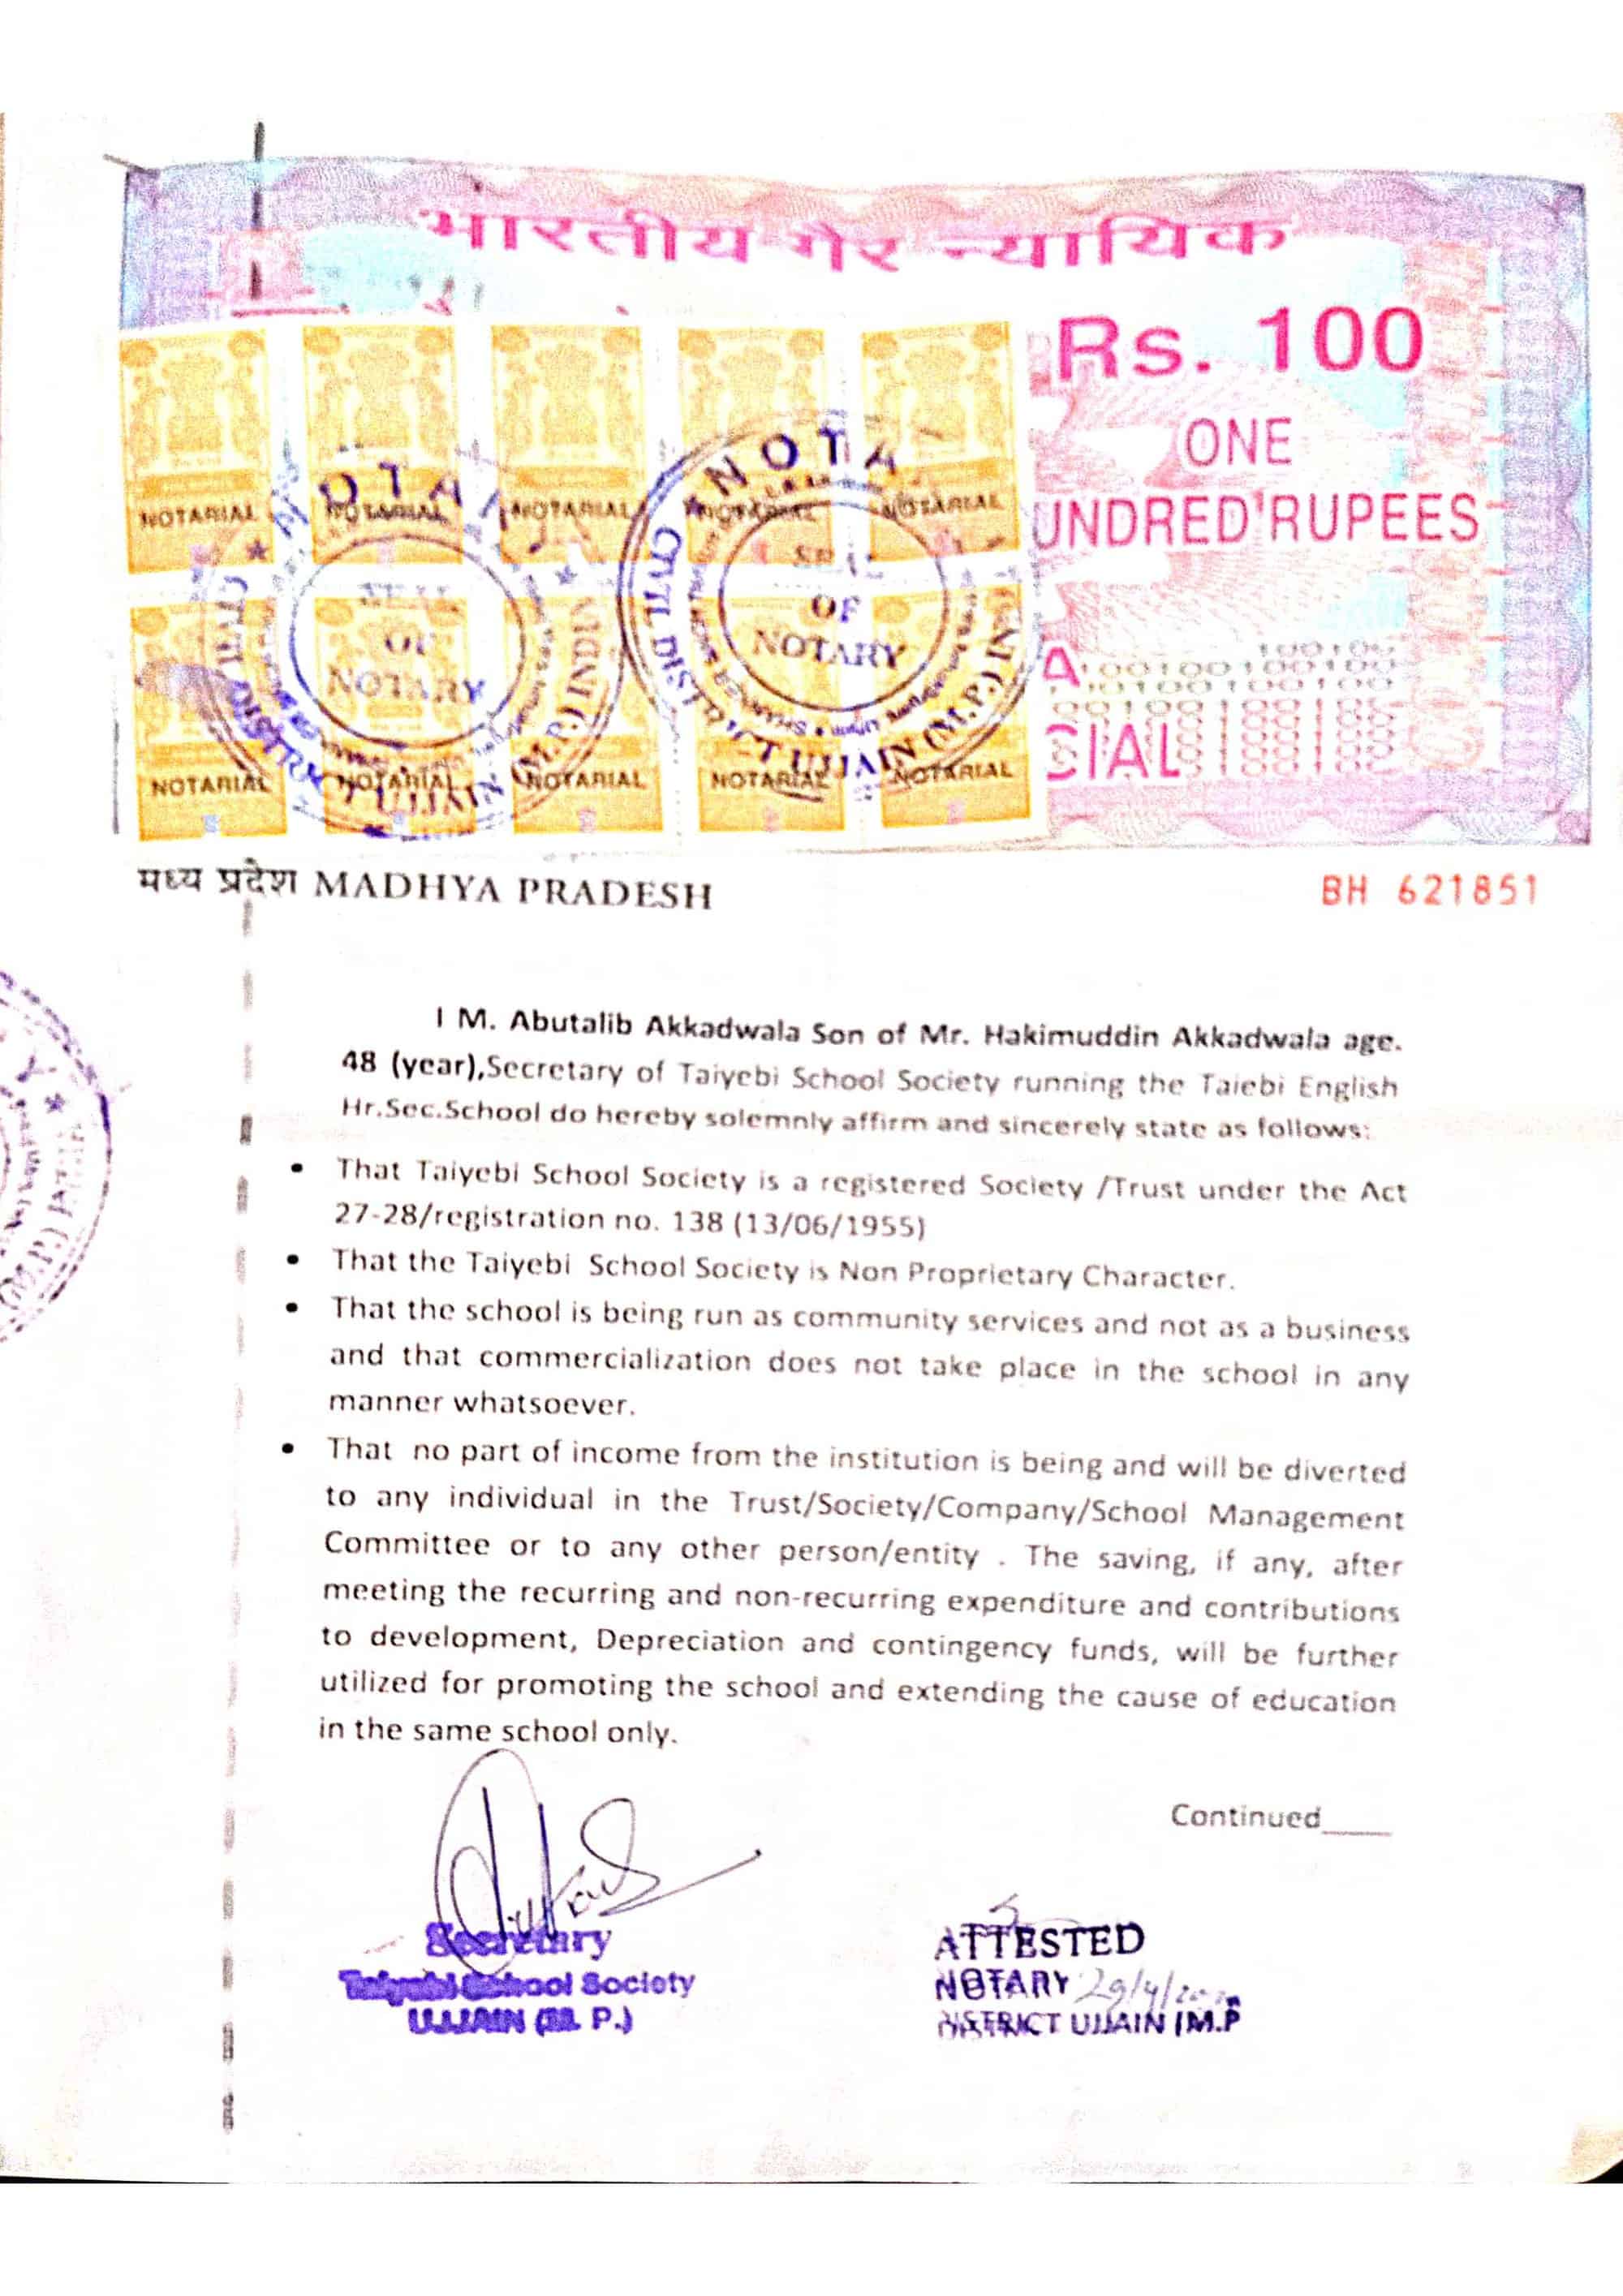 भारतीय गैर न्यायिक
Rs. 100
ONE
UNDRED RUPEES
NOTARIAL NOTARIAL NOTARIAL NOTARIAL NOTARIAL
NOTA
SEAL
OF
NOTARY
CIVIL DISTRICT UJJAIN (M.P.) INDIA
NOTA
SEAL
OF
NOTARY
CIVIL DISTRICT UJJAIN (M.P.) INDIA
NOTARIAL NOTARIAL NOTARIAL NOTARIAL NOTARIAL
A
CIAL
मध्य प्रदेश MADHYA PRADESH
BH 621851
I M. Abutalib Akkadwala Son of Mr. Hakimuddin Akkadwala age.
48 (year),Secretary of Taiyebi School Society running the Taiebi English
Hr.Sec.School do hereby solemnly affirm and sincerely state as follows:
• That Taiyebi School Society is a registered Society /Trust under the Act
27-28/registration no. 138 (13/06/1955)
• That the Taiyebi School Society is Non Proprietary Character.
• That the school is being run as community services and not as a business
and that commercialization does not take place in the school in any
manner whatsoever.
• That no part of income from the institution is being and will be diverted
to any individual in the Trust/Society/Company/School Management
Committee or to any other person/entity . The saving, if any, after
meeting the recurring and non-recurring expenditure and contributions
to development, Depreciation and contingency funds, will be further
utilized for promoting the school and extending the cause of education
in the same school only.
Continued____
Secretary
Taiyebi School Society
UJJAIN (M. P.)
ATTESTED
NOTARY 29/4/
DISTRICT UJJAIN (M.P